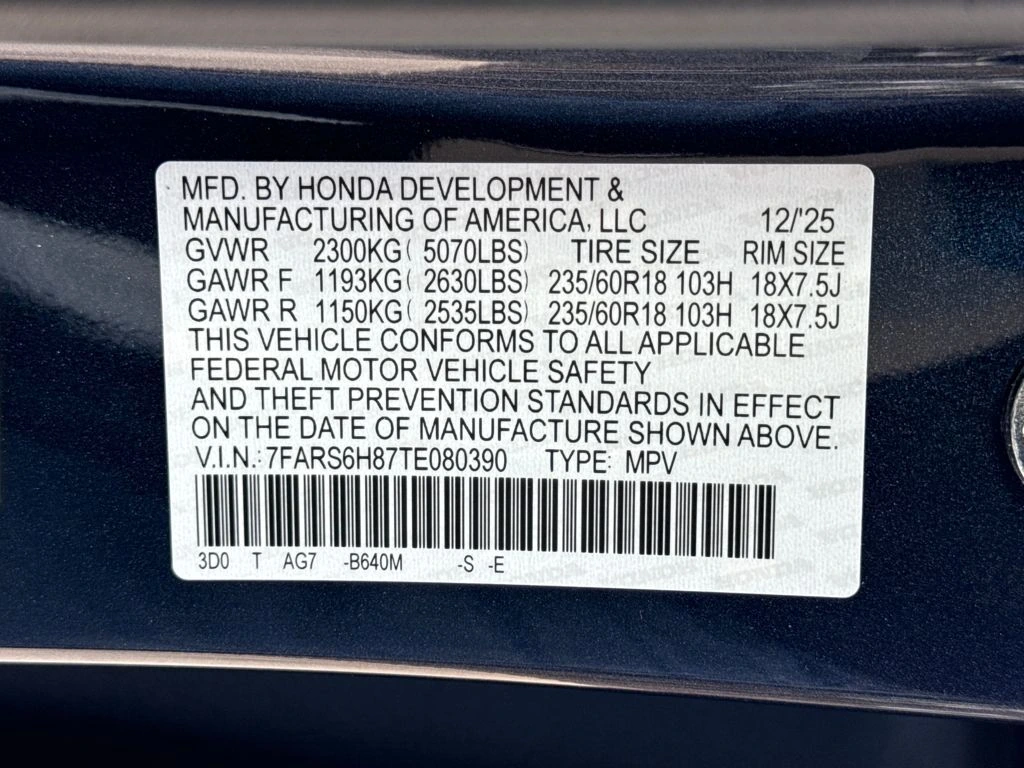 MFD. BY HONDA DEVELOPMENT &
MANUFACTURING OF AMERICA, LLC 12/'25
GVWR 2300KG( 5070LBS) TIRE SIZE RIM SIZE
GAWR F 1193KG( 2630LBS) 235/60R18 103H 18X7.5J
GAWR R 1150KG( 2535LBS) 235/60R18 103H 18X7.5J
THIS VEHICLE CONFORMS TO ALL APPLICABLE
FEDERAL MOTOR VEHICLE SAFETY
AND THEFT PREVENTION STANDARDS IN EFFECT
ON THE DATE OF MANUFACTURE SHOWN ABOVE.
V.I.N.: 7FARS6H87TE080390 TYPE: MPV
3D0 T AG7 -B640M -S -E